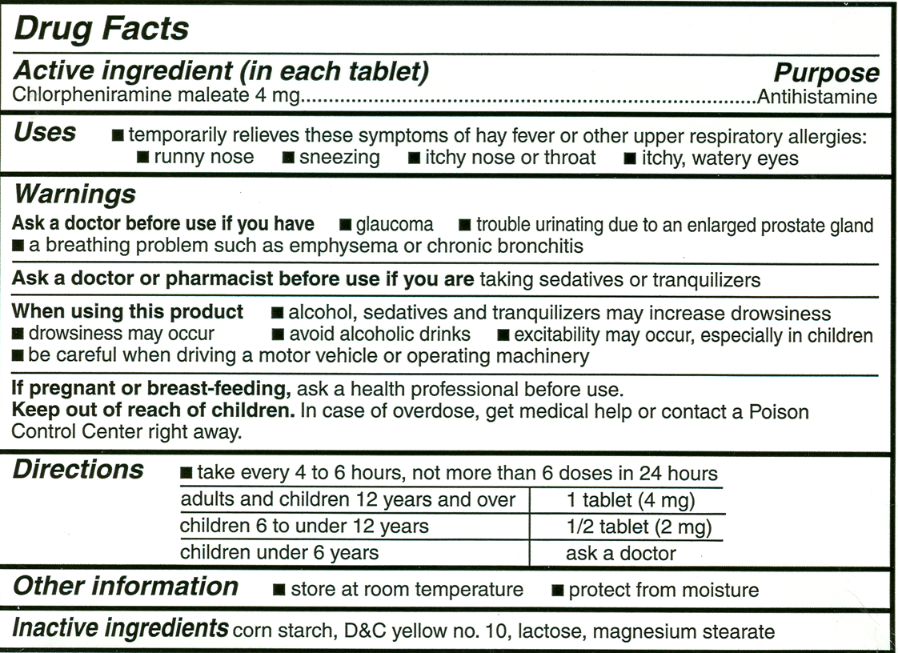 Drug Facts
Active ingredient (in each tablet) Purpose
Chlorpheniramine maleate 4 mg..........................................................................Antihistamine
Uses ■ temporarily relieves these symptoms of hay fever or other upper respiratory allergies:
■ runny nose ■ sneezing ■ itchy nose or throat ■ itchy, watery eyes
Warnings
Ask a doctor before use if you have ■ glaucoma ■ trouble urinating due to an enlarged prostate gland
■ a breathing problem such as emphysema or chronic bronchitis
Ask a doctor or pharmacist before use if you are taking sedatives or tranquilizers
When using this product ■ alcohol, sedatives and tranquilizers may increase drowsiness
■ drowsiness may occur ■ avoid alcoholic drinks ■ excitability may occur, especially in children
■ be careful when driving a motor vehicle or operating machinery
If pregnant or breast-feeding, ask a health professional before use.
Keep out of reach of children. In case of overdose, get medical help or contact a Poison
Control Center right away.
Directions ■ take every 4 to 6 hours, not more than 6 doses in 24 hours
adults and children 12 years and over 1 tablet (4 mg)
children 6 to under 12 years 1/2 tablet (2 mg)
children under 6 years ask a doctor
Other information ■ store at room temperature ■ protect from moisture
Inactive ingredients corn starch, D&C yellow no. 10, lactose, magnesium stearate